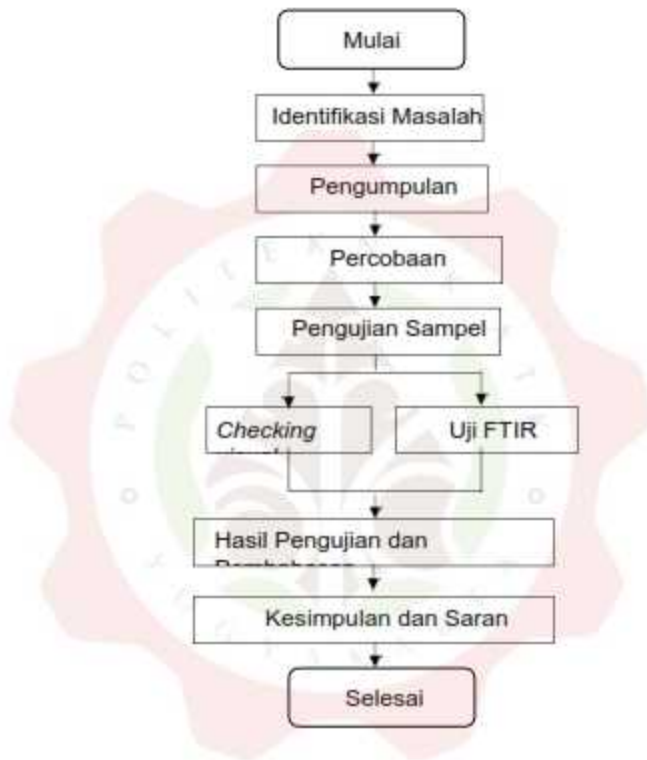 Mulai
Identifikasi Masalah
Pengumpulan
Percobaan
Pengujian Sampel
Checking
Uji FTIR
Hasil Pengujian dan
Kesimpulan dan Saran
Selesai